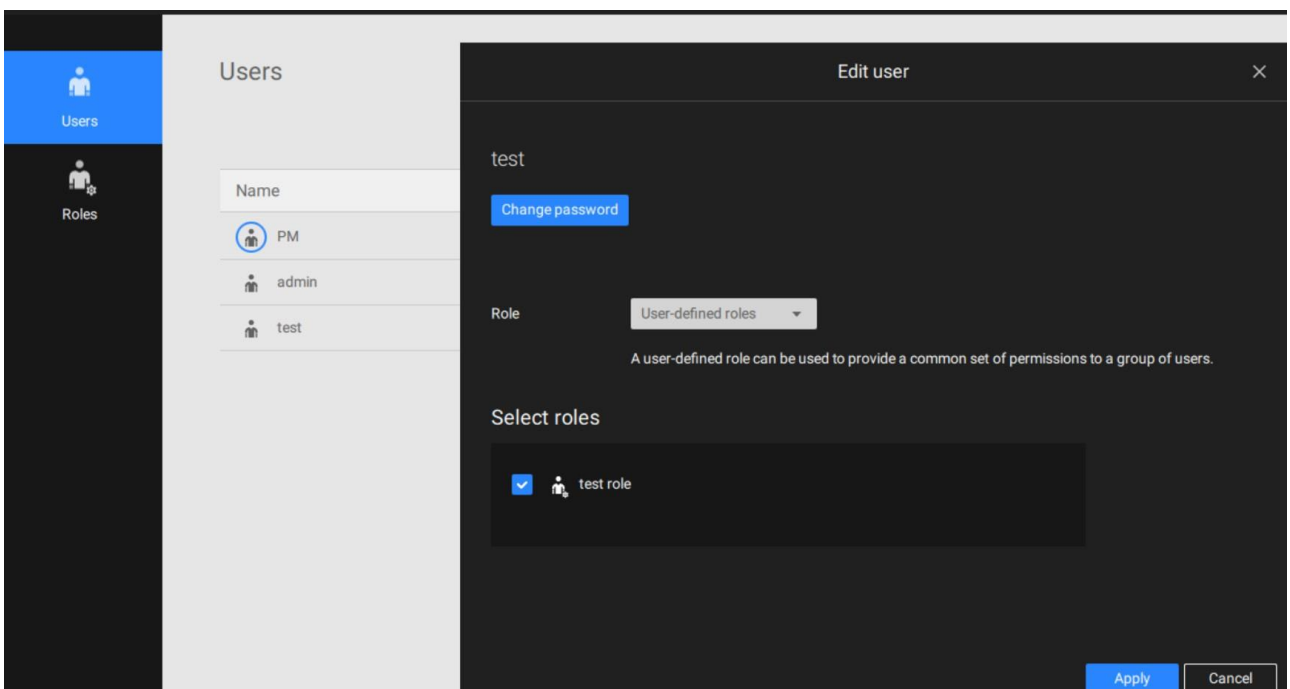 Users
Roles
Users
Name
PM
admin
test
Edit user
test
Change password
Role
User-defined roles
A user-defined role can be used to provide a common set of permissions to a group of users.
Select roles
test role
Apply
Cancel